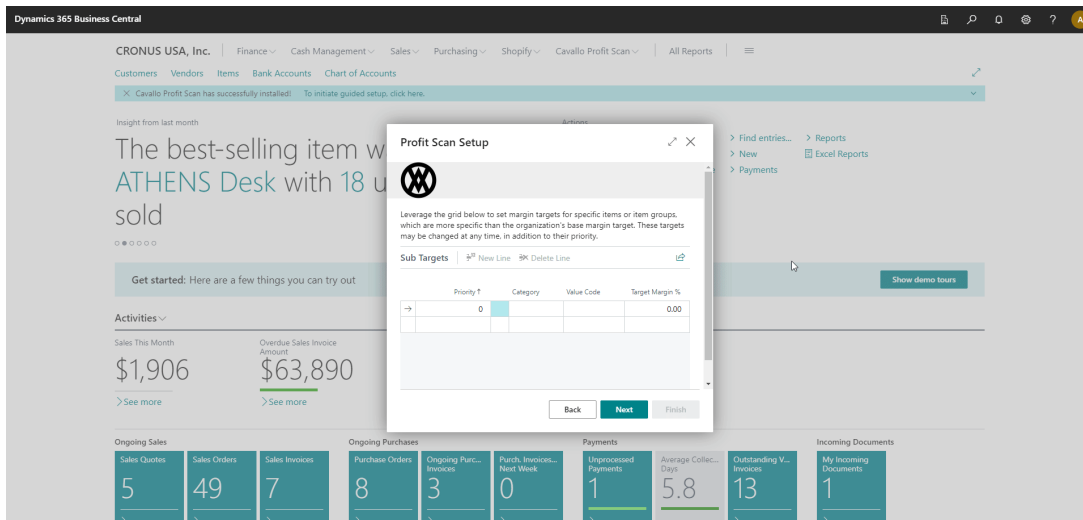 Dynamics 365 Business Central
A
CRONUS USA, Inc. Finance Cash Management Sales Purchasing Shopify Cavallo Profit Scan All Reports
Customers Vendors Items Bank Accounts Chart of Accounts
Cavallo Profit Scan has successfully installed! To initiate guided setup, click here.
Insight from last month
Actions
The best-selling item w
ATHENS Desk with 18 u
sold
> Find entries... > Reports
> New Excel Reports
> Payments
Profit Scan Setup
Leverage the grid below to set margin targets for specific items or item groups,
which are more specific than the organization's base margin target. These targets
may be changed at any time, in addition to their priority.
Sub Targets New Line Delete Line
Priority ↑ Category Value Code Target Margin %
→ 0 0.00
Back Next Finish
Get started: Here are a few things you can try out
Show demo tours
Activities
Sales This Month
$1,906
>See more
Overdue Sales Invoice
Amount
$63,890
>See more
Ongoing Sales
Sales Quotes
5
Sales Orders
49
Sales Invoices
7
Ongoing Purchases
Purchase Orders
8
Ongoing Purc...
Invoices
3
Purch. Invoices...
Next Week
0
Payments
Unprocessed
Payments
1
Average Collec...
Days
5.8
Outstanding V...
Invoices
13
Incoming Documents
My Incoming
Documents
1